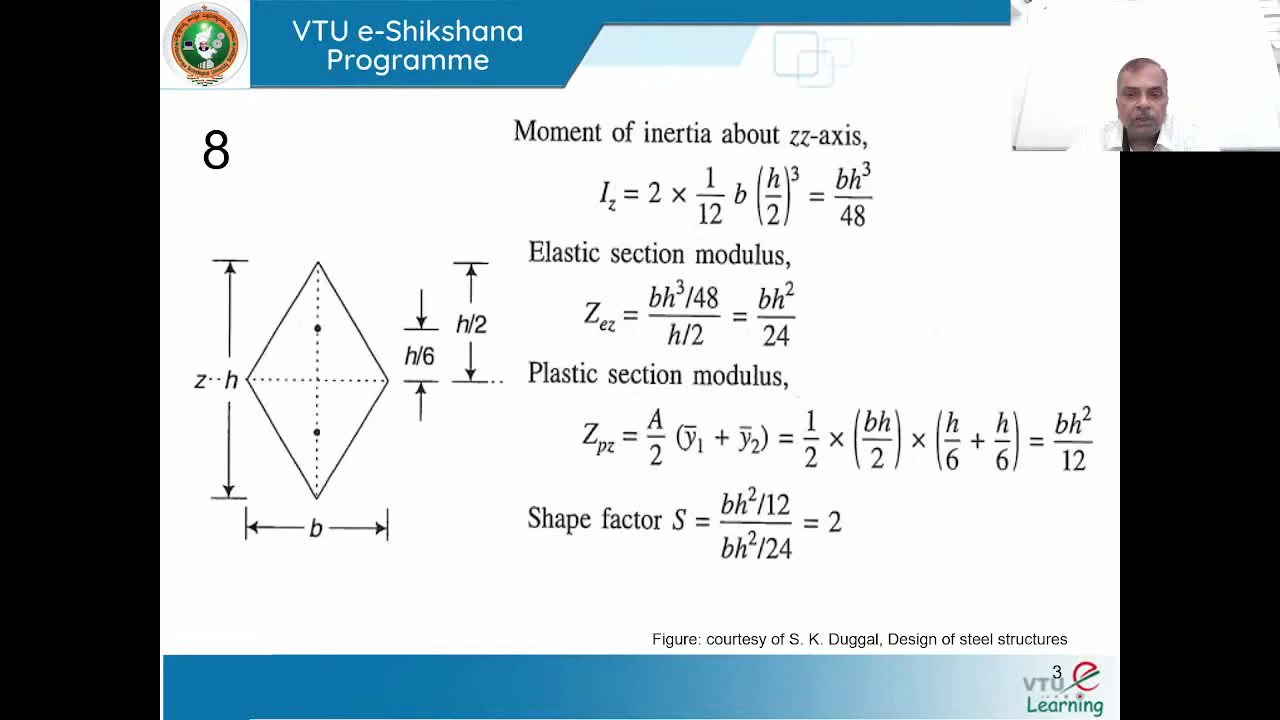 VTU e-Shikshana
Programme
8
Moment of inertia about zz-axis,
I_z = 2 × 1/12 b (h/2)^3 = bh^3/48
Elastic section modulus,
Z_ez = (bh^3/48)/(h/2) = bh^2/24
Plastic section modulus,
Z_pz = A/2 (ȳ_1 + ȳ_2) = 1/2 × (bh/2) × (h/6 + h/6) = bh^2/12
Shape factor S = (bh^2/12)/(bh^2/24) = 2
h/2
h/6
z
h
b
Figure: courtesy of S. K. Duggal, Design of steel structures
3
VTU e
Learning